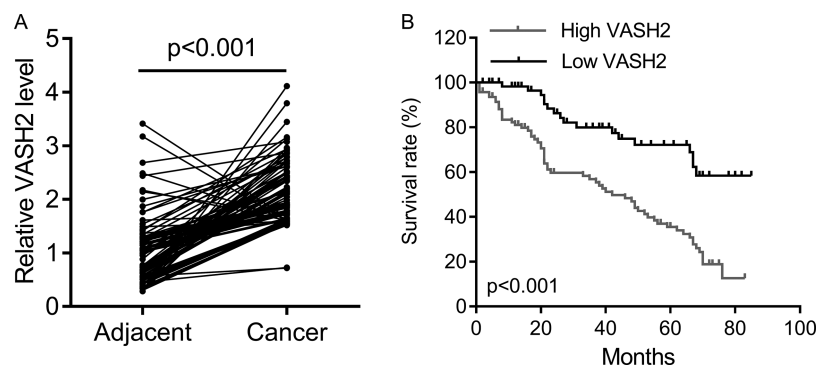 A
p<0.001
Relative VASH2 level
5
4
3
2
1
0
Adjacent
Cancer
B
High VASH2
Low VASH2
Survival rate (%)
120
100
80
60
40
20
0
p<0.001
0
20
40
60
80
100
Months